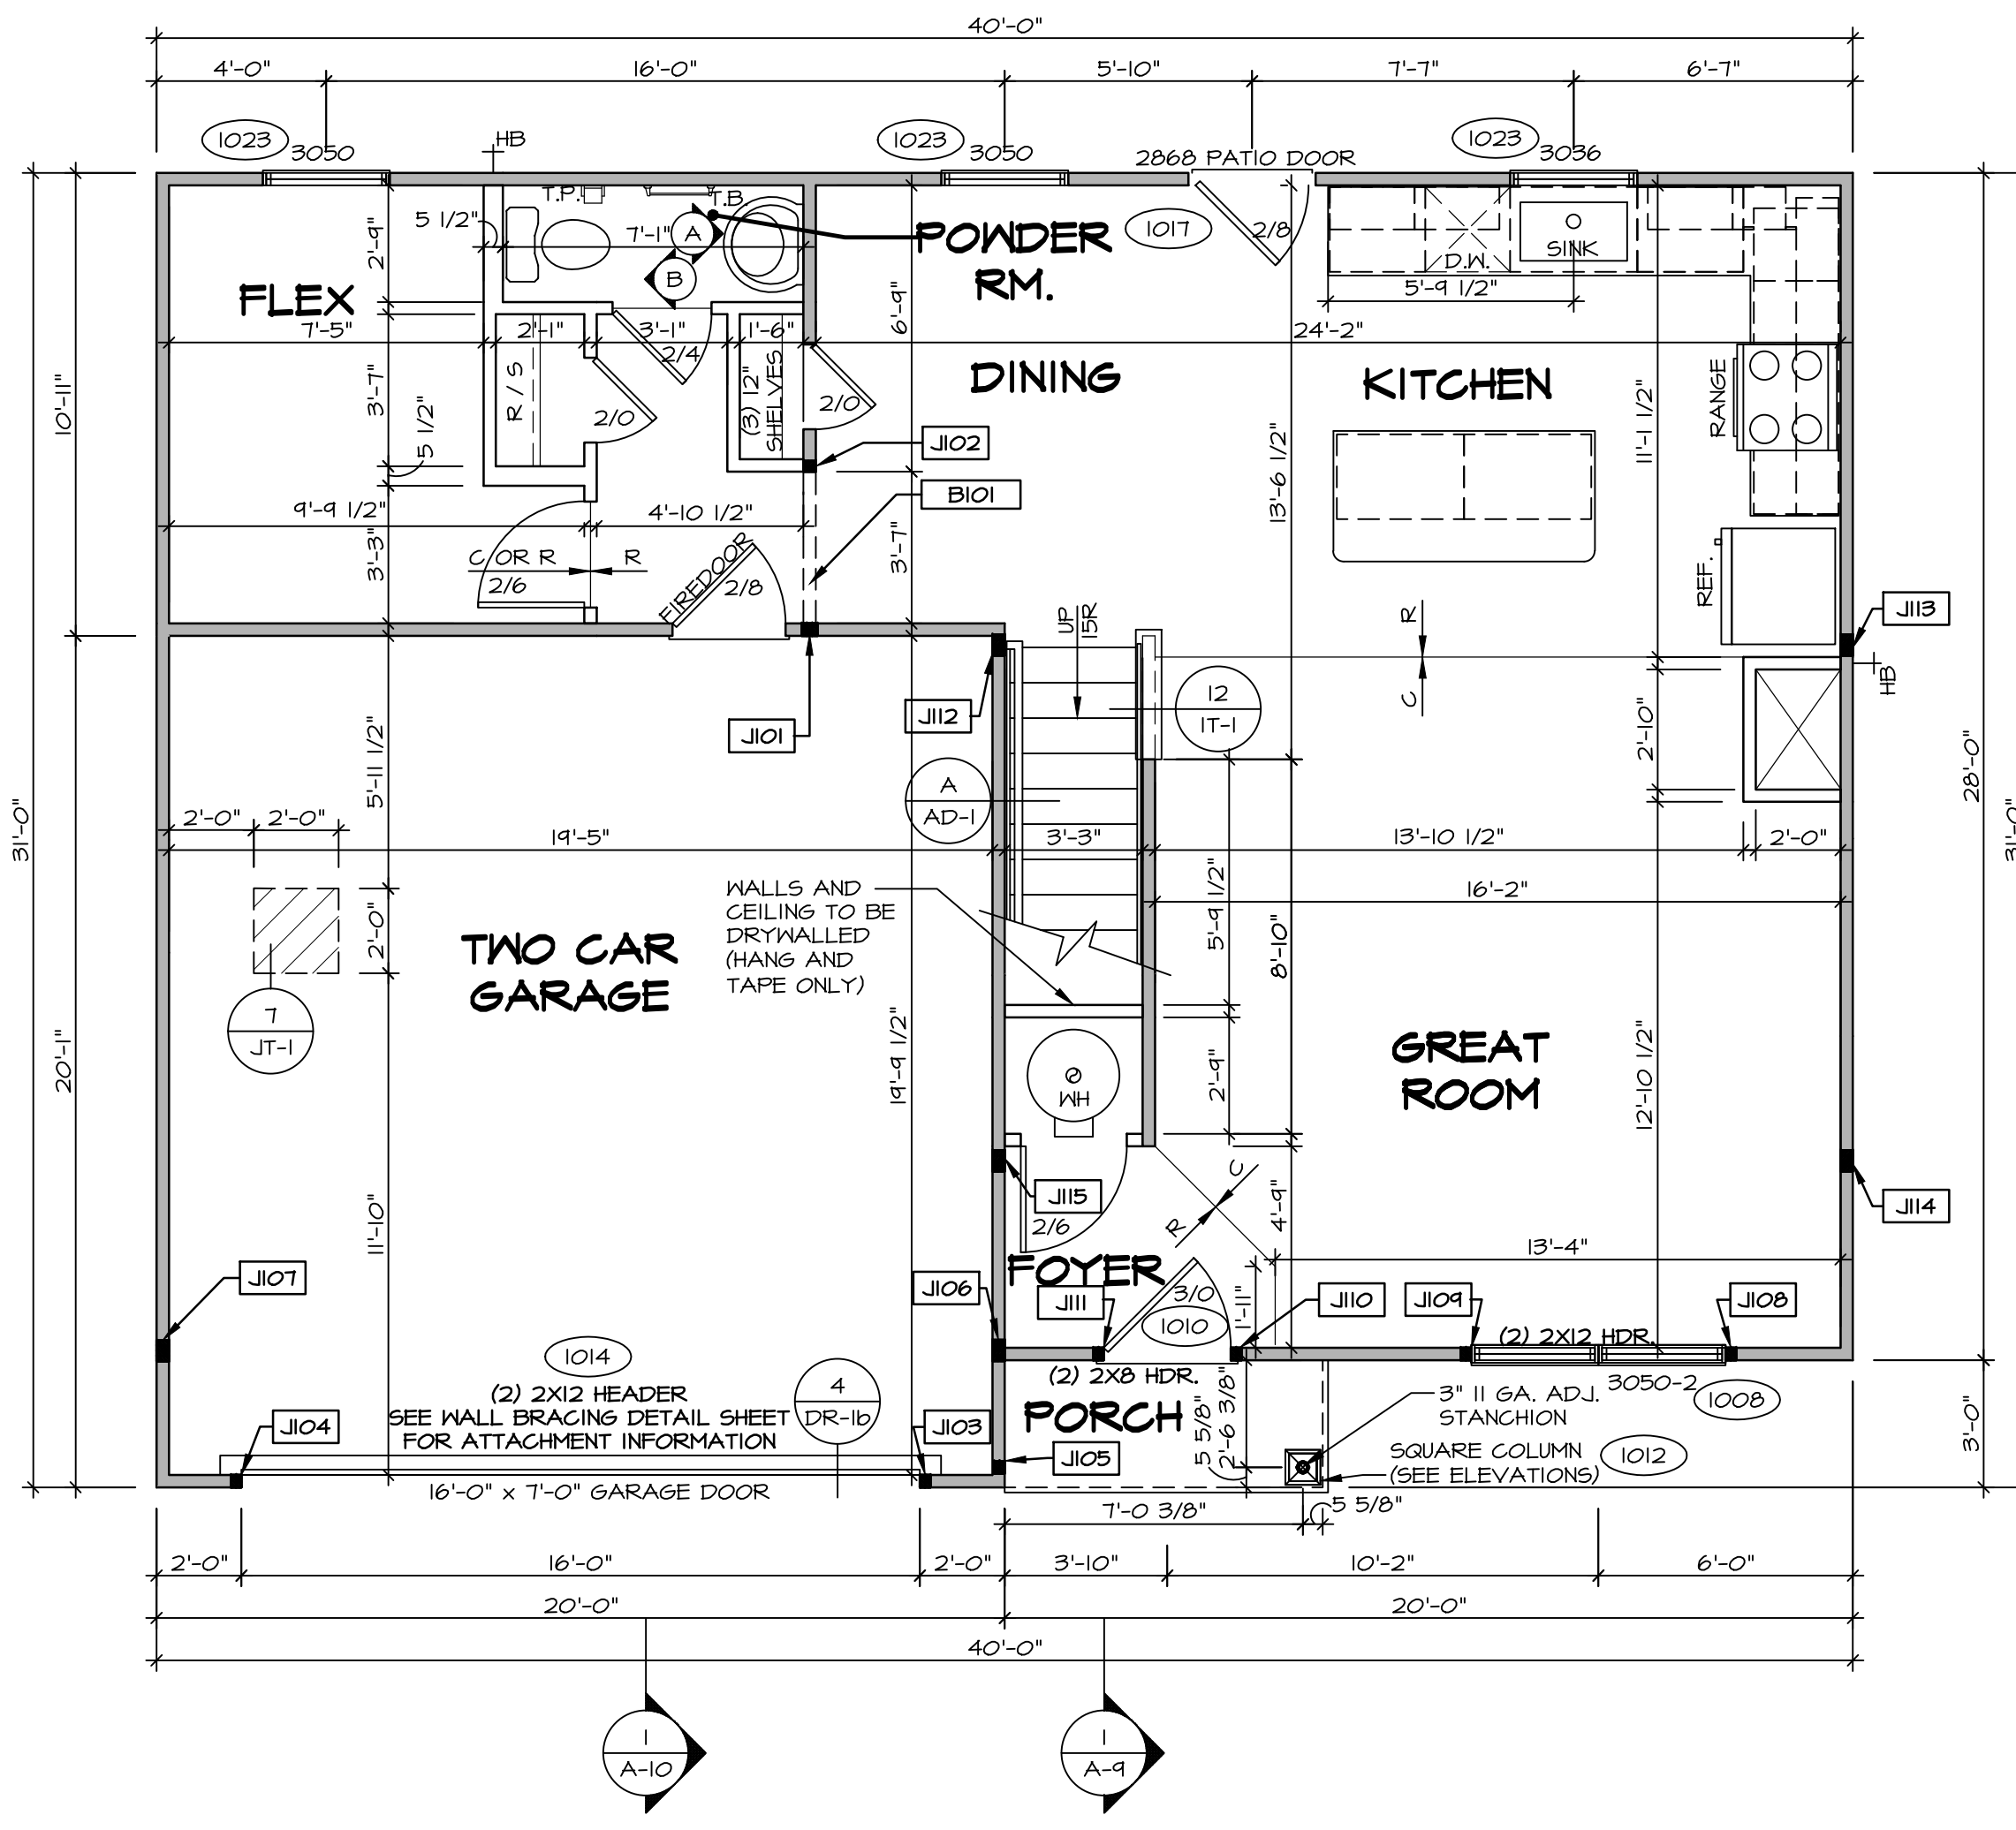 40'-0"
4'-0"
16'-0"
5'-10"
7'-7"
6'-7"
1023
3050
HB
1023
3050
2868 PATIO DOOR
1023
3036
T.P.
T.B.
5 1/2"
7'-1"
A
B
POWDER
RM.
1017
2/8
D.W.
SINK
5'-9 1/2"
2'-9"
FLEX
7'-5"
2'-1"
3'-1"
1'-6"
24'-2"
6'-9"
2/4
R / S
(3) 12"
SHELVES
DINING
KITCHEN
RANGE
11'-1 1/2"
10'-11"
3'-7"
5 1/2"
2/0
2/0
J102
B101
13'-6 1/2"
9'-9 1/2"
4'-10 1/2"
3'-3"
C OR R
R
2/6
FIREDOOR
2/8
3'-7"
REF.
UP
15R
R
C
J113
HB
12
1T-1
J112
J101
5'-11 1/2"
2'-10"
28'-0"
31'-0"
31'-0"
A
AD-1
2'-0"
2'-0"
19'-5"
3'-3"
13'-10 1/2"
2'-0"
16'-2"
WALLS AND
CEILING TO BE
DRYWALLED
(HANG AND
TAPE ONLY)
2'-0"
TWO CAR
GARAGE
5'-9 1/2"
8'-10"
7
JT-1
20'-1"
19'-9 1/2"
WH
2'-9"
GREAT
ROOM
12'-10 1/2"
J115
2/6
C
R
4'-9"
J114
11'-10"
13'-4"
FOYER
J107
J106
J111
3/0
1010
1'-11"
J110
J109
J108
(2) 2X12 HDR.
1014
(2) 2X12 HEADER
SEE WALL BRACING DETAIL SHEET
FOR ATTACHMENT INFORMATION
4
DR-1b
(2) 2X8 HDR.
PORCH
5 5/8"
2'-6 3/8"
3050-2
1008
3" 11 GA. ADJ.
STANCHION
SQUARE COLUMN
(SEE ELEVATIONS)
1012
3'-0"
J104
J103
J105
16'-0" x 7'-0" GARAGE DOOR
7'-0 3/8"
5 5/8"
2'-0"
16'-0"
2'-0"
3'-10"
10'-2"
6'-0"
20'-0"
20'-0"
40'-0"
1
A-10
1
A-9